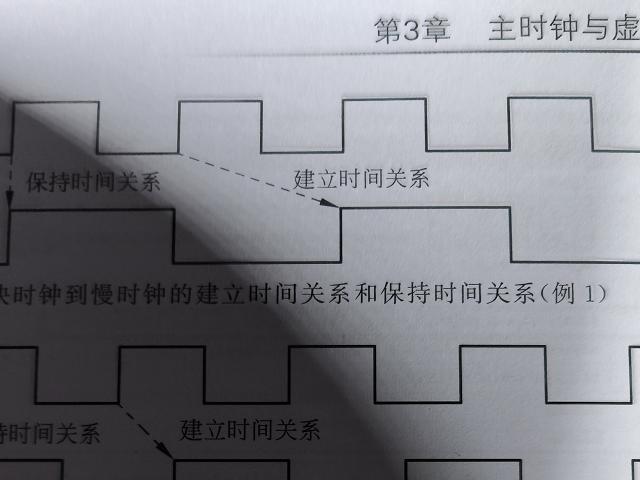 第3章 主时钟与虚
保持时间关系 建立时间关系
快时钟到慢时钟的建立时间关系和保持时间关系(例1)
持时间关系 建立时间关系